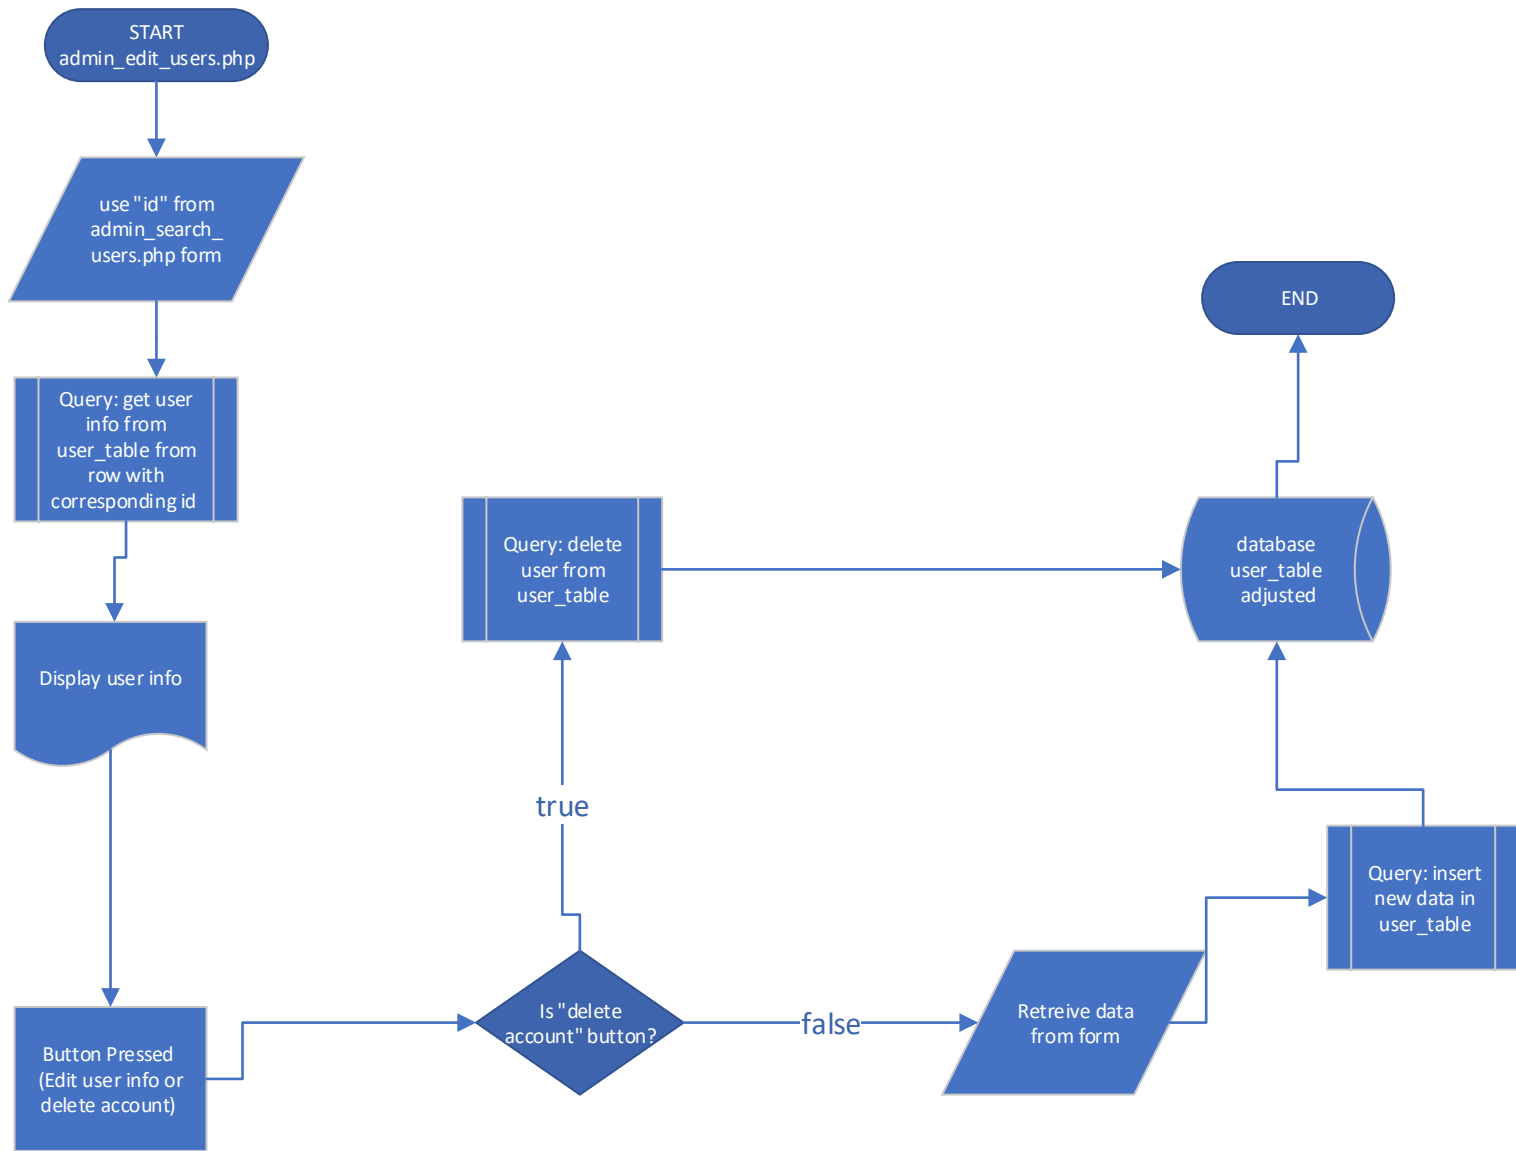 START
admin_edit_users.php
use "id" from
admin_search_
users.php form
Query: get user
info from
user_table from
row with
corresponding id
Display user info
Button Pressed
(Edit user info or
delete account)
Is "delete
account" button?
true
Query: delete
user from
user_table
false
Retreive data
from form
Query: insert
new data in
user_table
database
user_table
adjusted
END